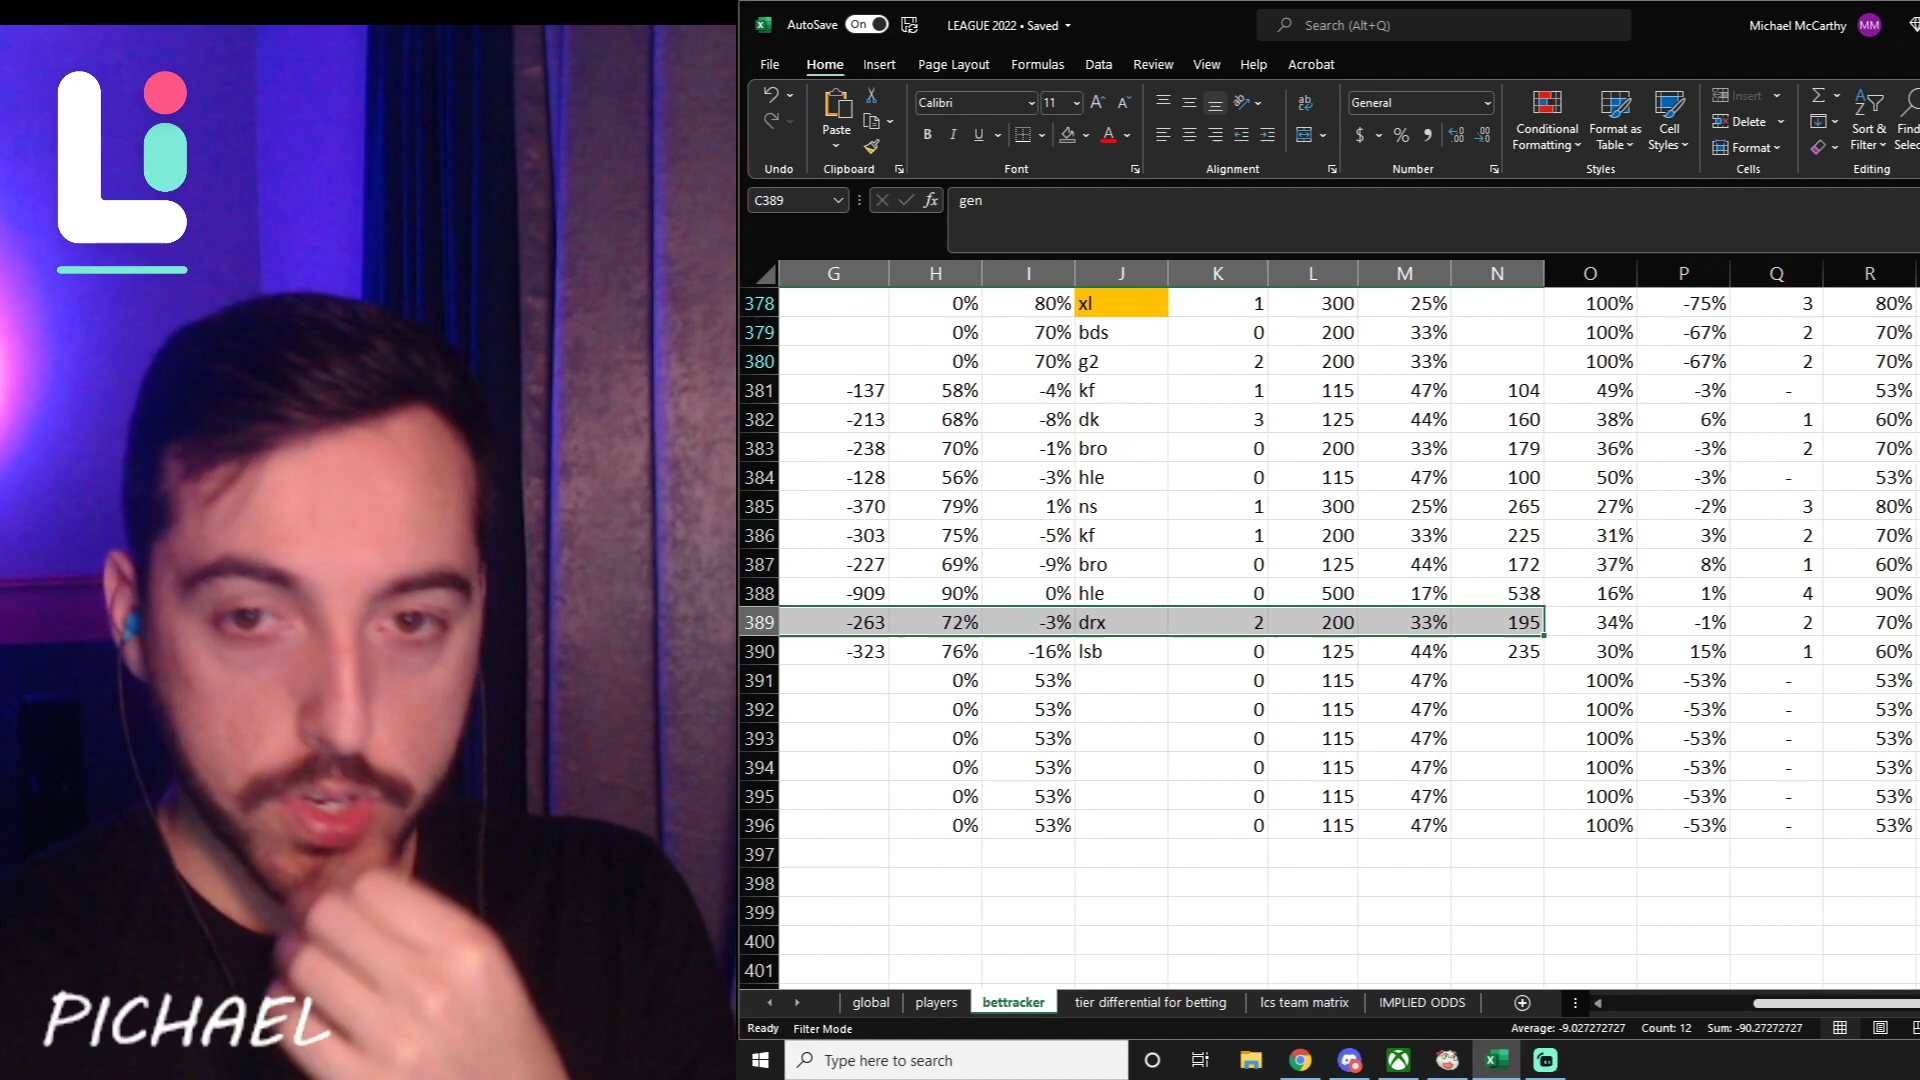 AutoSave On LEAGUE 2022 • Saved Search (Alt+Q) Michael McCarthy MM
File Home Insert Page Layout Formulas Data Review View Help Acrobat
Calibri 11 General Insert
Paste B I U $ % Conditional Formatting Format as Table Cell Styles Delete Format Sort & Filter
Undo Clipboard Font Alignment Number Styles Cells Editing
C389 fx gen
G H I J K L M N O P Q R
378 0% 80% xl 1 300 25% 100% -75% 3 80%
379 0% 70% bds 0 200 33% 100% -67% 2 70%
380 0% 70% g2 2 200 33% 100% -67% 2 70%
381 -137 58% -4% kf 1 115 47% 104 49% -3% - 53%
382 -213 68% -8% dk 3 125 44% 160 38% 6% 1 60%
383 -238 70% -1% bro 0 200 33% 179 36% -3% 2 70%
384 -128 56% -3% hle 0 115 47% 100 50% -3% - 53%
385 -370 79% 1% ns 1 300 25% 265 27% -2% 3 80%
386 -303 75% -5% kf 1 200 33% 225 31% 3% 2 70%
387 -227 69% -9% bro 0 125 44% 172 37% 8% 1 60%
388 -909 90% 0% hle 0 500 17% 538 16% 1% 4 90%
389 -263 72% -3% drx 2 200 33% 195 34% -1% 2 70%
390 -323 76% -16% lsb 0 125 44% 235 30% 15% 1 60%
391 0% 53% 0 115 47% 100% -53% - 53%
392 0% 53% 0 115 47% 100% -53% - 53%
393 0% 53% 0 115 47% 100% -53% - 53%
394 0% 53% 0 115 47% 100% -53% - 53%
395 0% 53% 0 115 47% 100% -53% - 53%
396 0% 53% 0 115 47% 100% -53% - 53%
397
398
399
400
401
global players bettracker tier differential for betting lcs team matrix IMPLIED ODDS
Ready Filter Mode Average: -9.027272727 Count: 12 Sum: -90.27272727
Type here to search
Li
PICHAEL